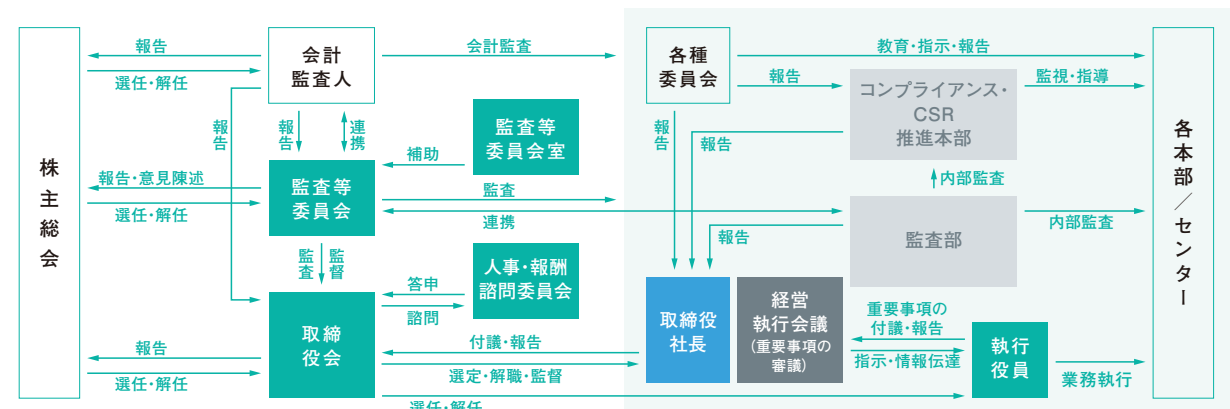 株主総会
報告
選任・解任
会計
監査人
会計監査
報告
報告
連携
監査等
委員会室
補助
報告・意見陳述
選任・解任
監査等
委員会
監査
連携
監査
監督
人事・報酬
諮問委員会
答申
諮問
取締
役会
報告
選任・解任
付議・報告
選定・解職・監督
選任・解任
各種
委員会
教育・指示・報告
報告
コンプライアンス・
CSR
推進本部
監視・指導
報告
報告
内部監査
監査部
内部監査
報告
取締役
社長
経営
執行会議
(重要事項の
審議)
重要事項の
付議・報告
指示・情報伝達
執行
役員
業務執行
各本部／センター